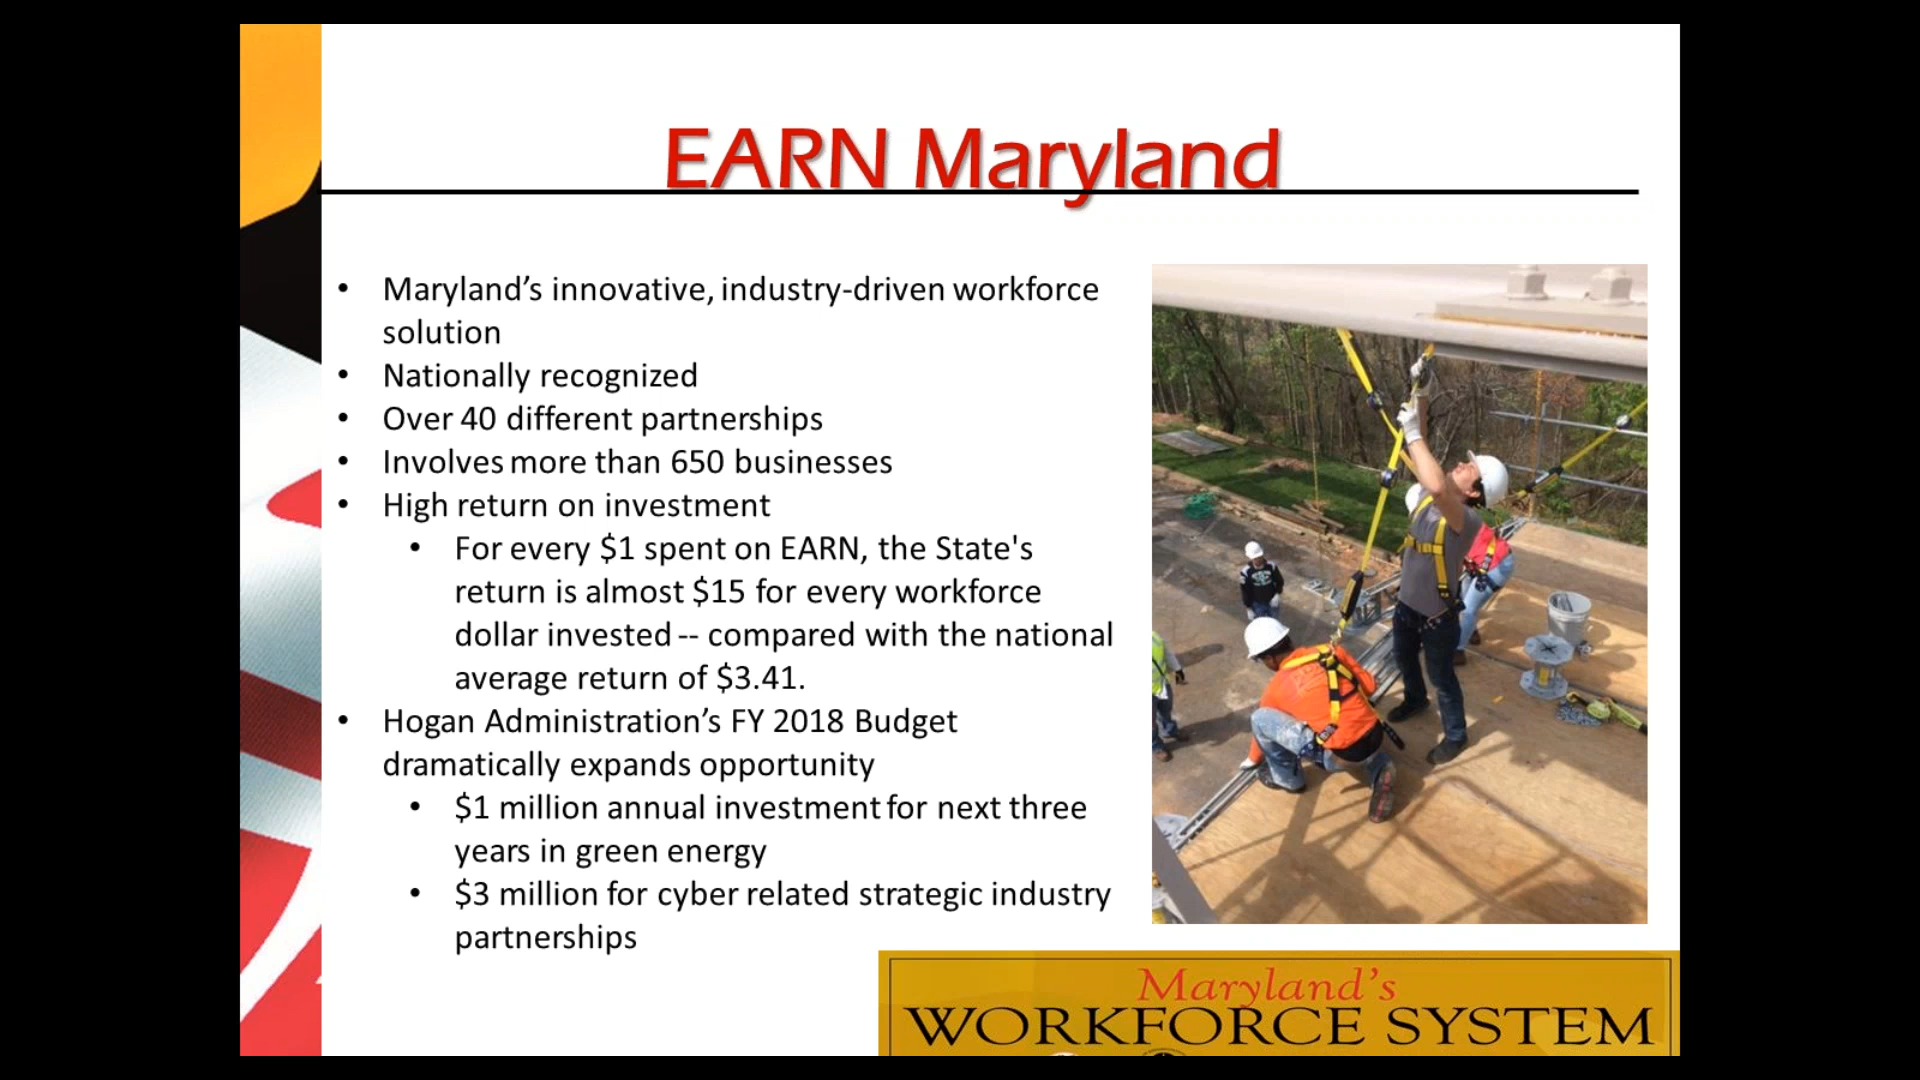 EARN Maryland
• Maryland’s innovative, industry-driven workforce
solution
• Nationally recognized
• Over 40 different partnerships
• Involves more than 650 businesses
• High return on investment
• For every $1 spent on EARN, the State's
return is almost $15 for every workforce
dollar invested -- compared with the national
average return of $3.41.
• Hogan Administration’s FY 2018 Budget
dramatically expands opportunity
• $1 million annual investment for next three
years in green energy
• $3 million for cyber related strategic industry
partnerships
Maryland’s
WORKFORCE SYSTEM